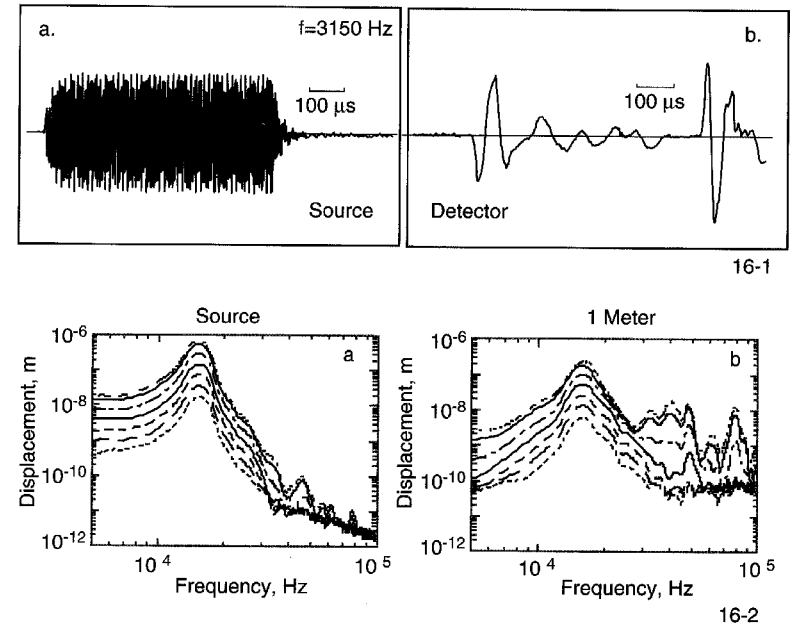 a.
f=3150 Hz
100 μs
Source
b.
100 μs
Detector
16-1
Source
a
10-6
10-8
10-10
10-12
Displacement, m
10 4
10 5
Frequency, Hz
1 Meter
b
10-6
10-8
10-10
10-12
Displacement, m
10 4
10 5
Frequency, Hz
16-2